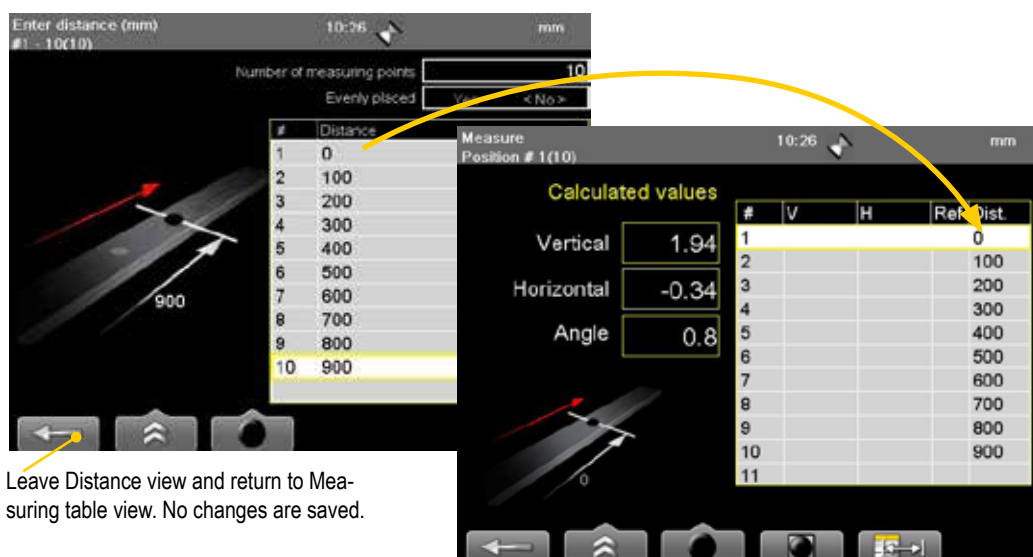 Enter distance (mm) 10:26 mm
#1 - 10(10)
Number of measuring points 10
Evenly placed Yes < No >
# Distance
1 0
2 100
3 200
4 300
5 400
6 500
7 600
8 700
9 800
10 900
900
Leave Distance view and return to Mea-
suring table view. No changes are saved.
Measure 10:26 mm
Position # 1(10)
Calculated values
Vertical 1.94
Horizontal -0.34
Angle 0.8
# V H Ref. Dist.
1 0
2 100
3 200
4 300
5 400
6 500
7 600
8 700
9 800
10 900
11
0